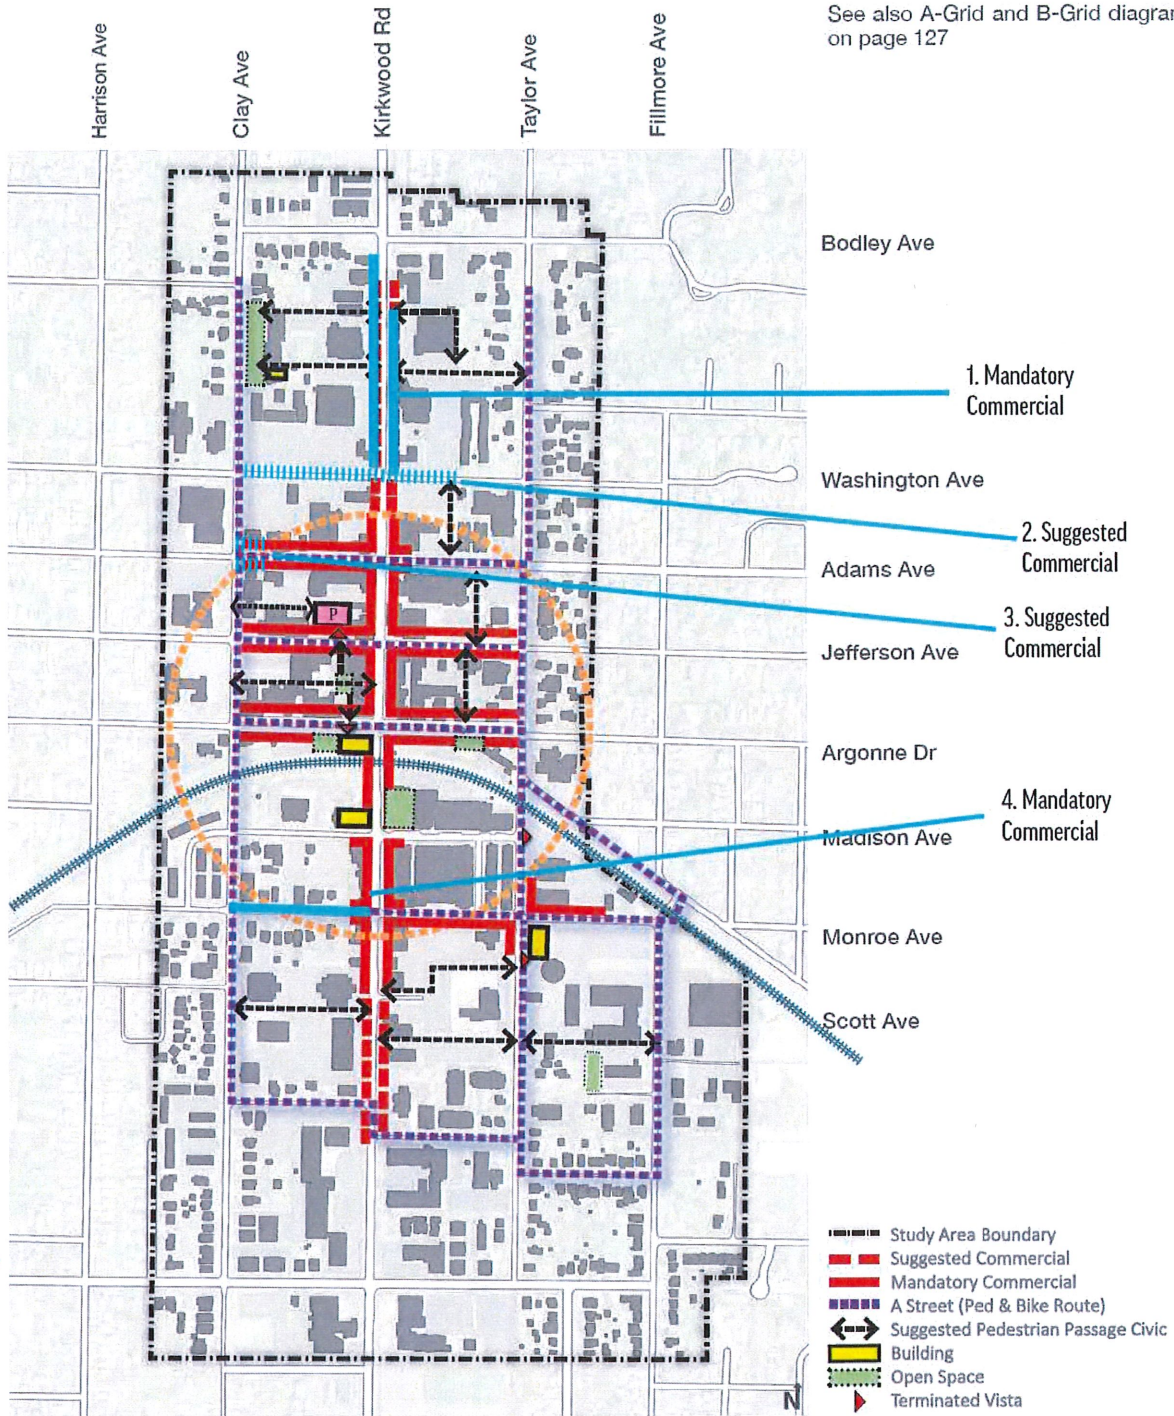 See also A-Grid and B-Grid diagram
on page 127
Harrison Ave
Clay Ave
Kirkwood Rd
Taylor Ave
Fillmore Ave
Bodley Ave
1. Mandatory
Commercial
Washington Ave
2. Suggested
Commercial
Adams Ave
3. Suggested
Commercial
P
Jefferson Ave
Argonne Dr
4. Mandatory
Commercial
Madison Ave
Monroe Ave
Scott Ave
Study Area Boundary
Suggested Commercial
Mandatory Commercial
A Street (Ped & Bike Route)
Suggested Pedestrian Passage Civic
Building
Open Space
Terminated Vista
N